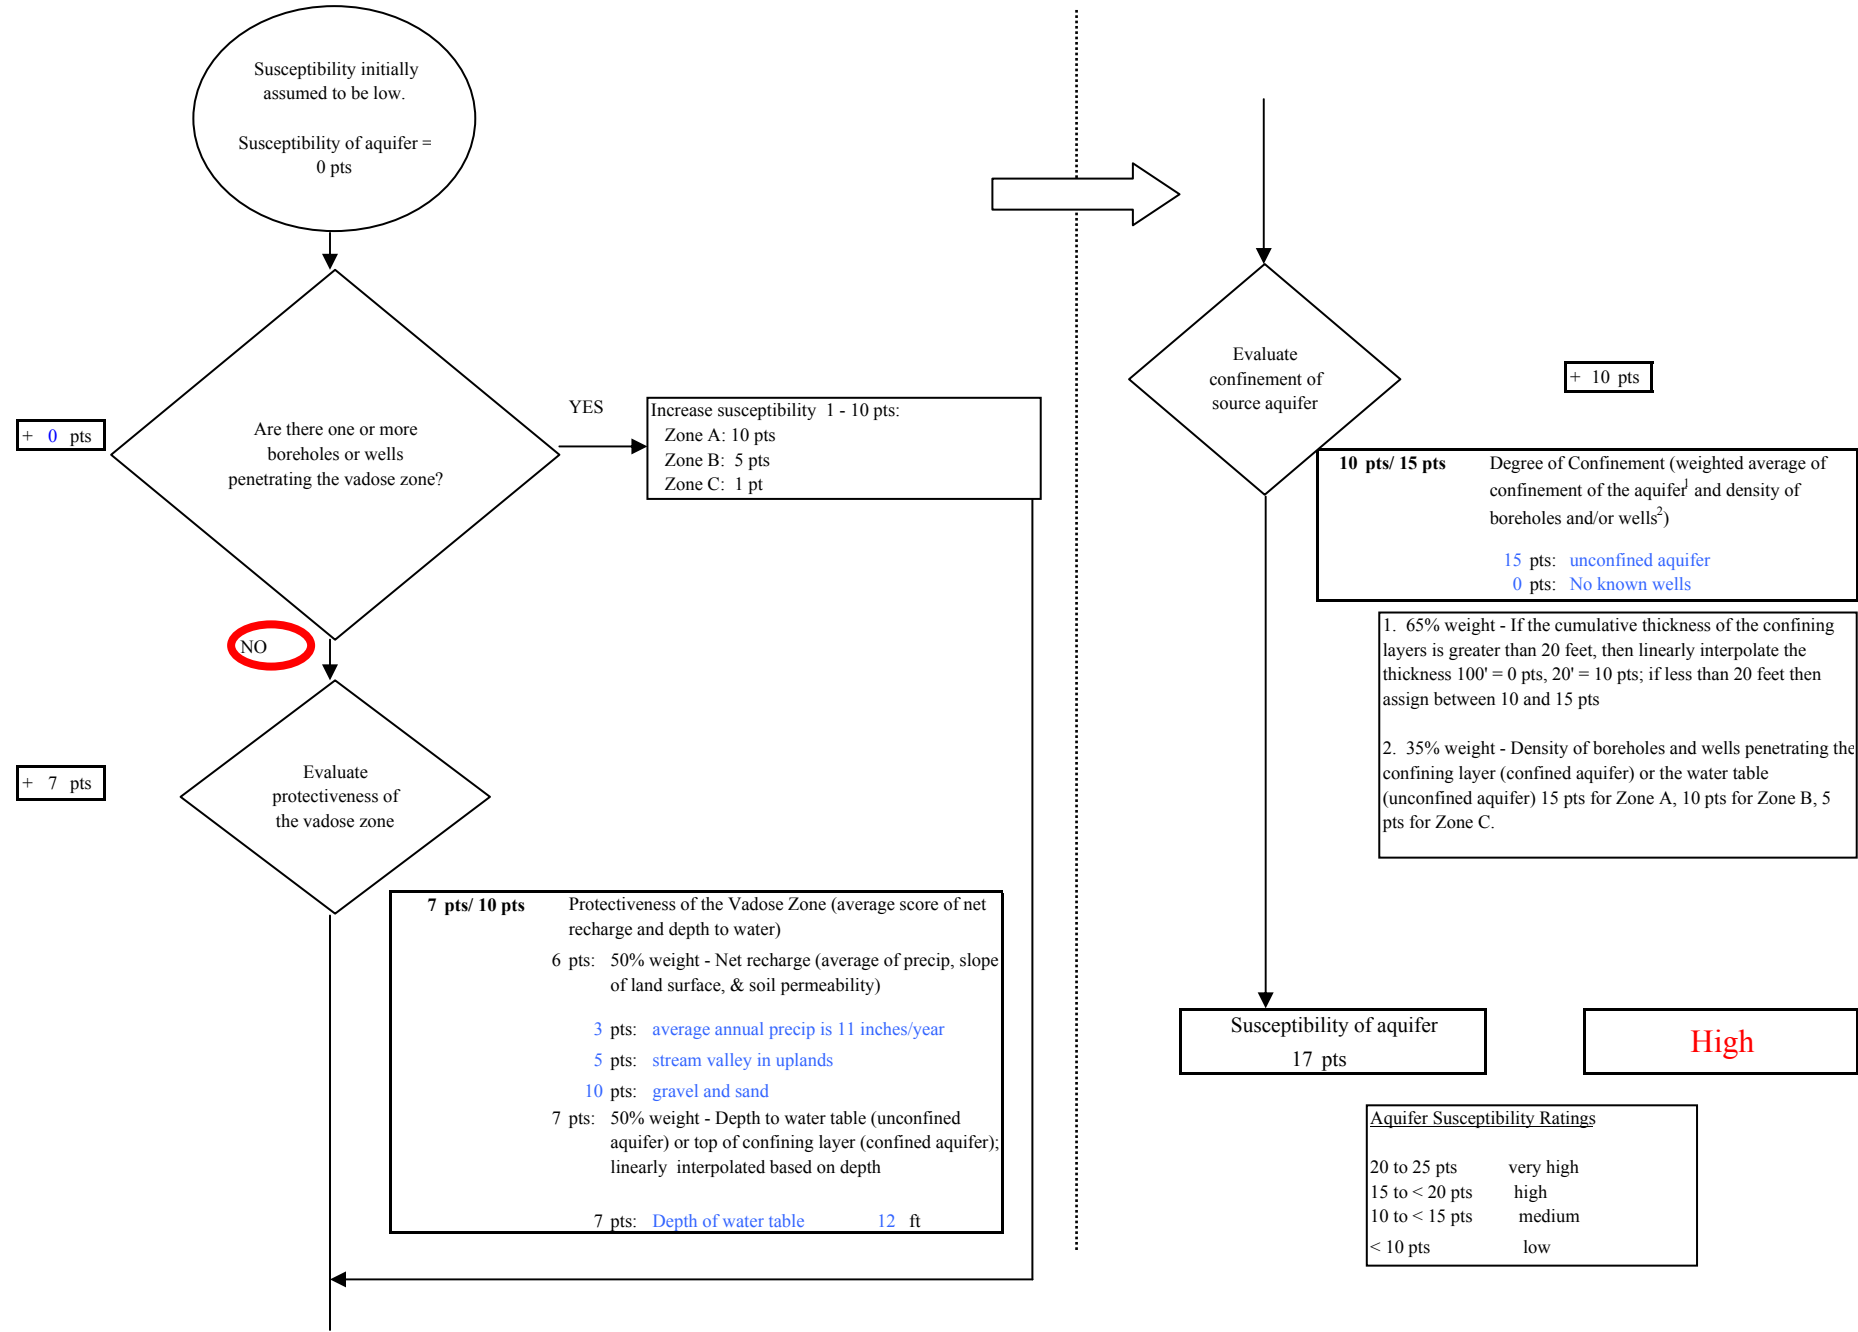 Susceptibility initially
assumed to be low.
Susceptibility of aquifer =
0 pts
+ 0 pts
Are there one or more
boreholes or wells
penetrating the vadose zone?
YES
Increase susceptibility 1 - 10 pts:
Zone A: 10 pts
Zone B: 5 pts
Zone C: 1 pt
NO
+ 7 pts
Evaluate
protectiveness of
the vadose zone
7 pts/ 10 pts Protectiveness of the Vadose Zone (average score of net
recharge and depth to water)
6 pts: 50% weight - Net recharge (average of precip, slope
of land surface, & soil permeability)
3 pts: average annual precip is 11 inches/year
5 pts: stream valley in uplands
10 pts: gravel and sand
7 pts: 50% weight - Depth to water table (unconfined
aquifer) or top of confining layer (confined aquifer);
linearly interpolated based on depth
7 pts: Depth of water table 12 ft
Evaluate
confinement of
source aquifer
+ 10 pts
10 pts/ 15 pts Degree of Confinement (weighted average of
confinement of the aquifer1 and density of
boreholes and/or wells2)
15 pts: unconfined aquifer
0 pts: No known wells
1. 65% weight - If the cumulative thickness of the confining
layers is greater than 20 feet, then linearly interpolate the
thickness 100' = 0 pts, 20' = 10 pts; if less than 20 feet then
assign between 10 and 15 pts
2. 35% weight - Density of boreholes and wells penetrating the
confining layer (confined aquifer) or the water table
(unconfined aquifer) 15 pts for Zone A, 10 pts for Zone B, 5
pts for Zone C.
Susceptibility of aquifer
17 pts
High
Aquifer Susceptibility Ratings
20 to 25 pts very high
15 to < 20 pts high
10 to < 15 pts medium
< 10 pts low